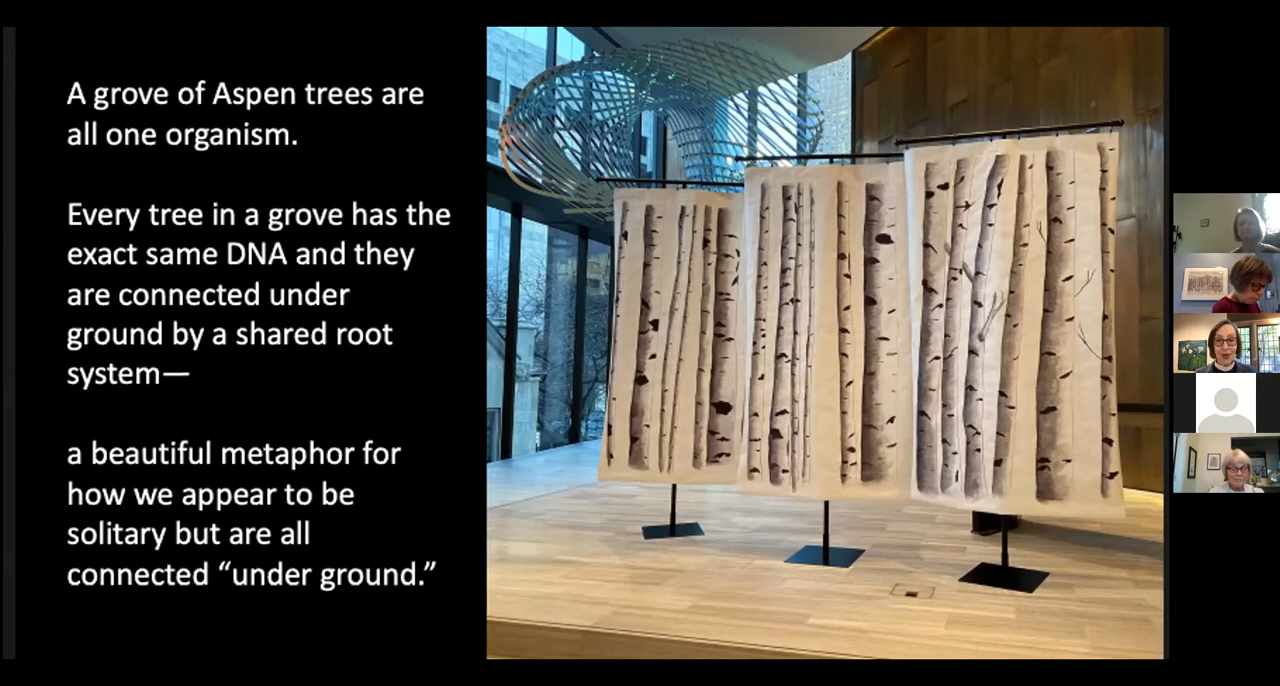 A grove of Aspen trees are
all one organism.
Every tree in a grove has the
exact same DNA and they
are connected under
ground by a shared root
system—
a beautiful metaphor for
how we appear to be
solitary but are all
connected “under ground.”